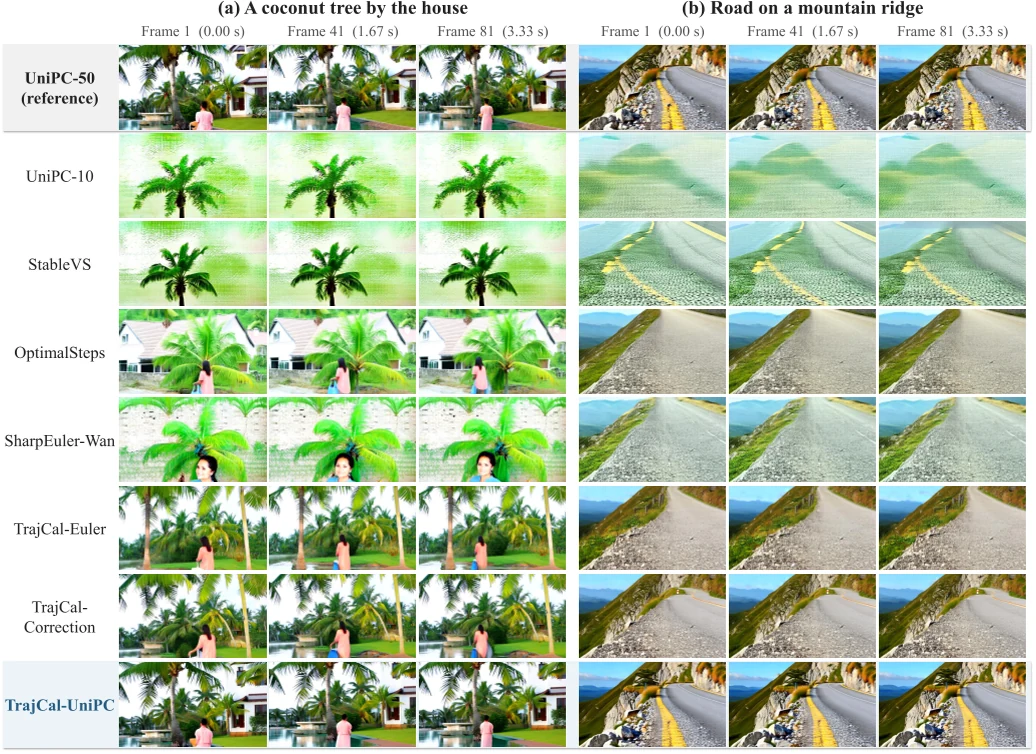 (a) A coconut tree by the house
(b) Road on a mountain ridge
Frame 1 (0.00 s)
Frame 41 (1.67 s)
Frame 81 (3.33 s)
Frame 1 (0.00 s)
Frame 41 (1.67 s)
Frame 81 (3.33 s)
UniPC-50
(reference)
UniPC-10
StableVS
OptimalSteps
SharpEuler-Wan
TrajCal-Euler
TrajCal-
Correction
TrajCal-UniPC